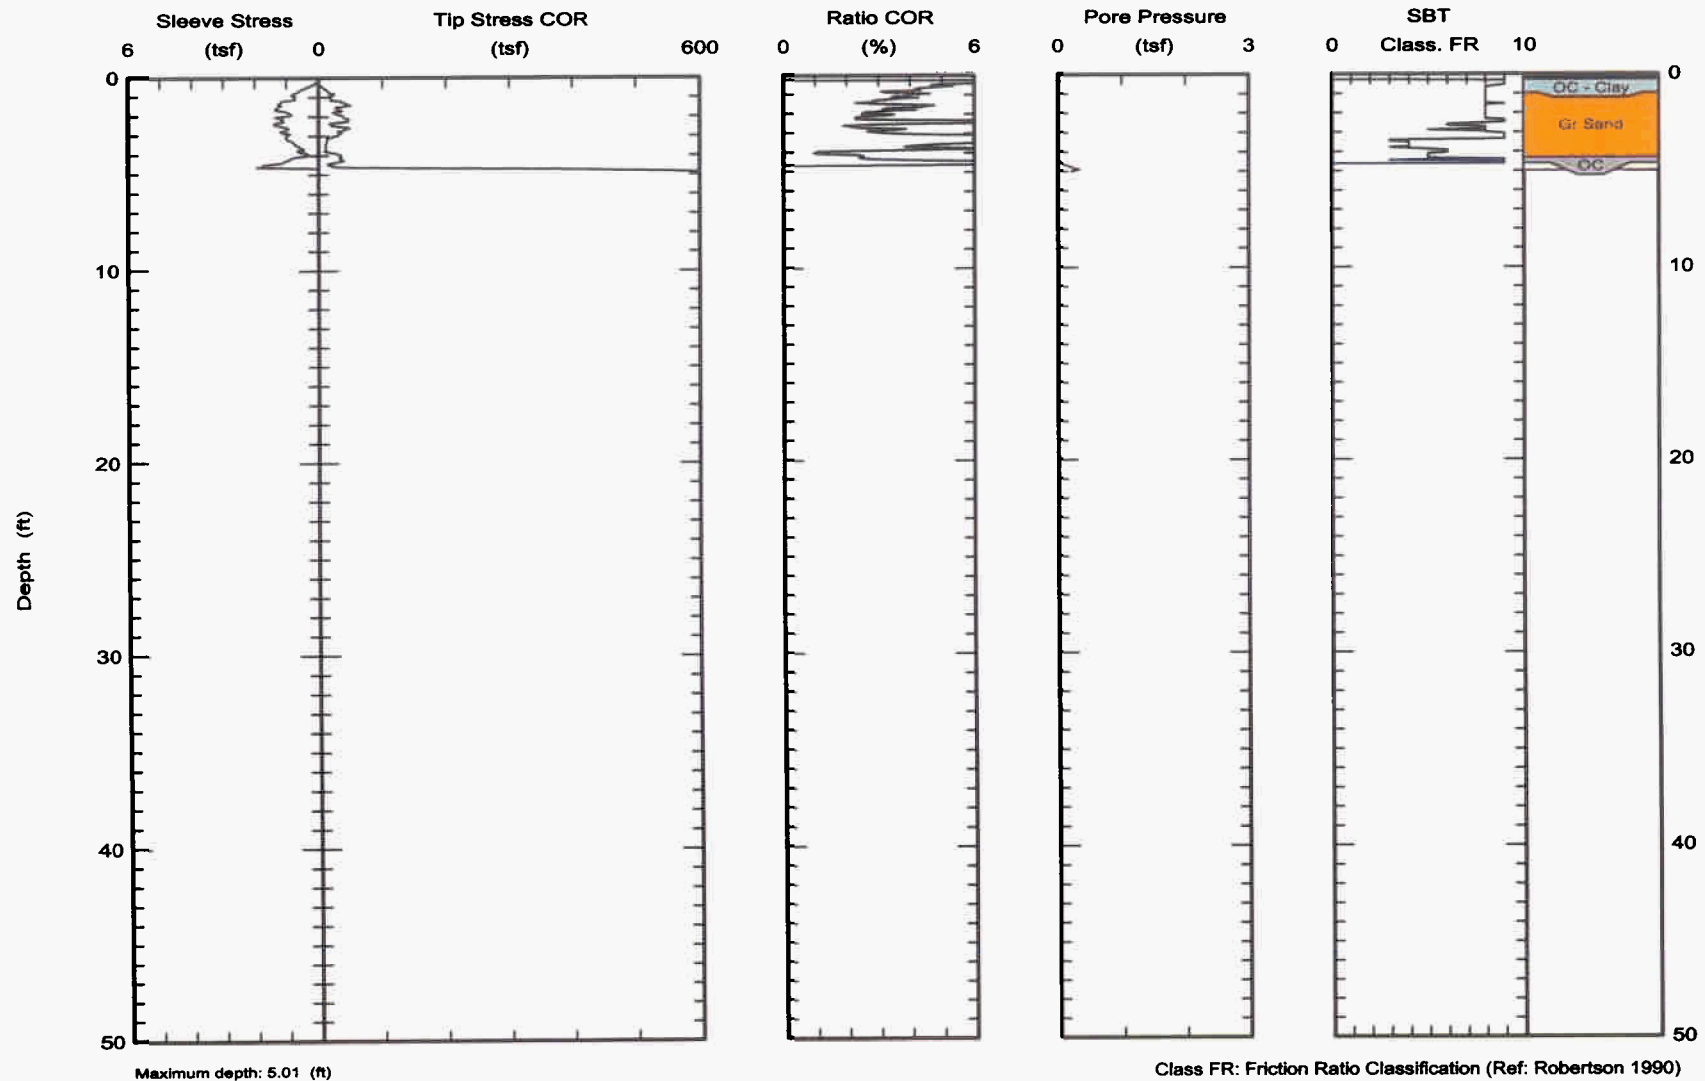 Sleeve Stress Tip Stress COR Ratio COR Pore Pressure SBT
6 (tsf) 0 (tsf) 600 0 (%) 6 0 (tsf) 3 0 Class. FR 10
0 0
OC - Clay
Gr Sand
OC
10 10
20 20
Depth (ft)
30 30
40 40
50 50
Maximum depth: 5.01 (ft)
Class FR: Friction Ratio Classification (Ref: Robertson 1990)